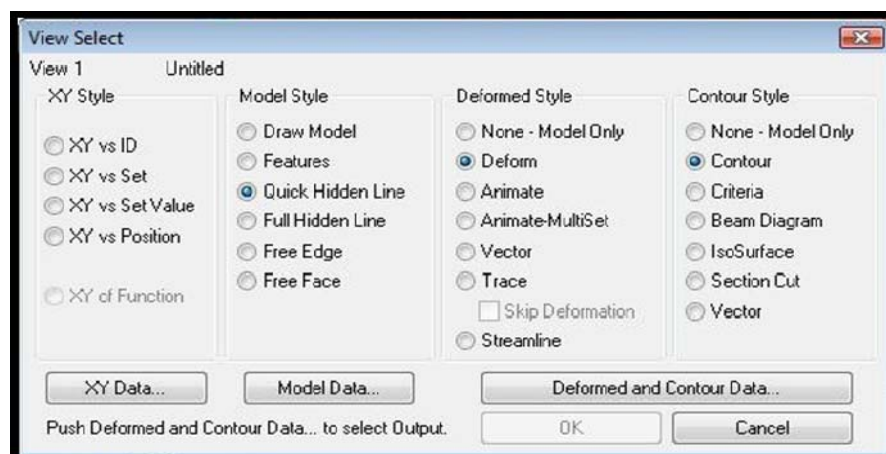 View Select
View 1 Untitled
XY Style
XY vs ID
XY vs Set
XY vs Set Value
XY vs Position
XY of Function
Model Style
Draw Model
Features
Quick Hidden Line
Full Hidden Line
Free Edge
Free Face
Deformed Style
None - Model Only
Deform
Animate
Animate-MultiSet
Vector
Trace
Skip Deformation
Streamline
Contour Style
None - Model Only
Contour
Criteria
Beam Diagram
IsoSurface
Section Cut
Vector
XY Data...
Model Data...
Deformed and Contour Data...
Push Deformed and Contour Data... to select Output.
OK
Cancel